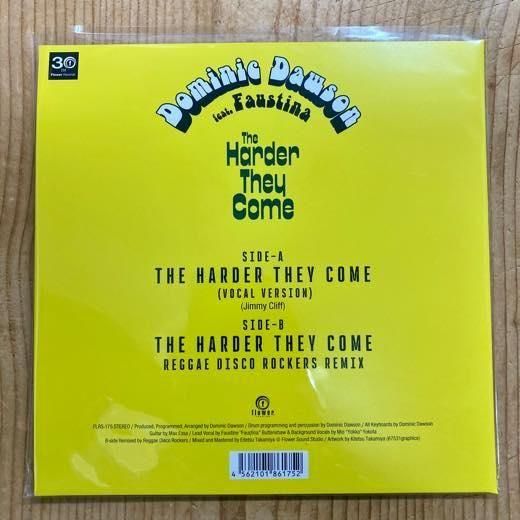 30
Flower Records
Dominic Dawson
feat. Faustina
The
Harder
They
Come
SIDE-A
THE HARDER THEY COME
(VOCAL VERSION)
(Jimmy Cliff)
SIDE-B
THE HARDER THEY COME
REGGAE DISCO ROCKERS REMIX
flower
FLRS-175 STEREO / Produced, Programmed, Arranged by Dominic Dawson / Drum programming and percussion by Dominic Dawson / All Keyboards by Dominic Dawson
Guitar by Max Essa / Lead Vocal by Faustine "Faustina" Buttenshaw & Background Vocals by Mio "Yokko" Yokoila
B-side Remixed by Reggae Disco Rockers / Mixed and Mastered by Eitetsu Takamiya @ Flower Sound Studio / Artwork by Kitetsu Takamiya (67531graphics)
4 562101 861752